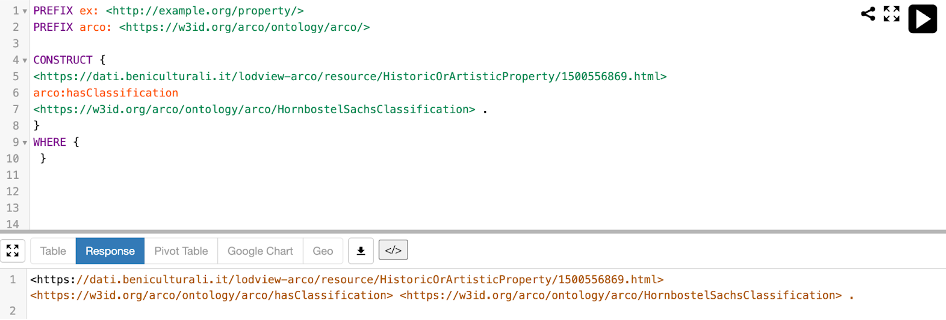 1 PREFIX ex: <http://example.org/property/>
2 PREFIX arco: <https://w3id.org/arco/ontology/arco/>
3
4 CONSTRUCT {
5 <https://dati.beniculturali.it/lodview-arco/resource/HistoricOrArtisticProperty/1500556869.html>
6 arco:hasClassification
7 <https://w3id.org/arco/ontology/arco/HornbostelSachsClassification> .
8 }
9 WHERE {
10 }
11
12
13
14
Table Response Pivot Table Google Chart Geo </>
1 <https://dati.beniculturali.it/lodview-arco/resource/HistoricOrArtisticProperty/1500556869.html>
<https://w3id.org/arco/ontology/arco/hasClassification> <https://w3id.org/arco/ontology/arco/HornbostelSachsClassification> .
2